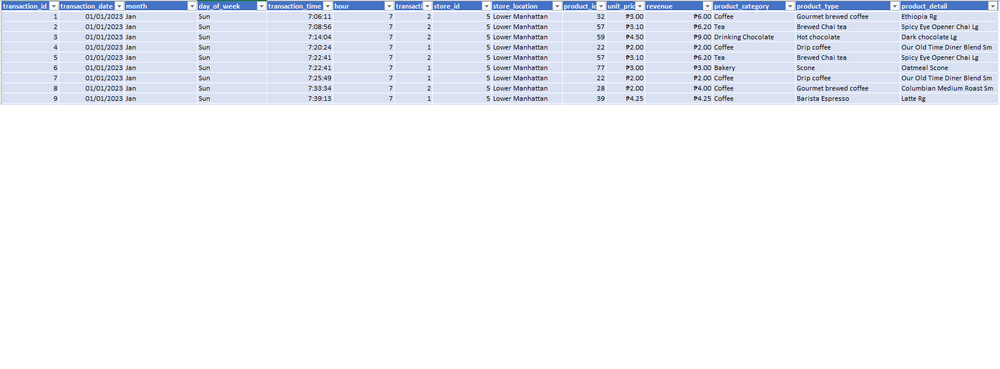 transaction_id transaction_date month day_of_week transaction_time hour transacti store_id store_location product_id unit_pric revenue product_category product_type product_detail
1 01/01/2023 Jan Sun 7:06:11 7 2 5 Lower Manhattan 32 ₱3.00 ₱6.00 Coffee Gourmet brewed coffee Ethiopia Rg
2 01/01/2023 Jan Sun 7:08:56 7 2 5 Lower Manhattan 57 ₱3.10 ₱6.20 Tea Brewed Chai tea Spicy Eye Opener Chai Lg
3 01/01/2023 Jan Sun 7:14:04 7 2 5 Lower Manhattan 59 ₱4.50 ₱9.00 Drinking Chocolate Hot chocolate Dark chocolate Lg
4 01/01/2023 Jan Sun 7:20:24 7 1 5 Lower Manhattan 22 ₱2.00 ₱2.00 Coffee Drip coffee Our Old Time Diner Blend Sm
5 01/01/2023 Jan Sun 7:22:41 7 2 5 Lower Manhattan 57 ₱3.10 ₱6.20 Tea Brewed Chai tea Spicy Eye Opener Chai Lg
6 01/01/2023 Jan Sun 7:22:41 7 1 5 Lower Manhattan 77 ₱3.00 ₱3.00 Bakery Scone Oatmeal Scone
7 01/01/2023 Jan Sun 7:25:49 7 1 5 Lower Manhattan 22 ₱2.00 ₱2.00 Coffee Drip coffee Our Old Time Diner Blend Sm
8 01/01/2023 Jan Sun 7:33:34 7 2 5 Lower Manhattan 28 ₱2.00 ₱4.00 Coffee Gourmet brewed coffee Columbian Medium Roast Sm
9 01/01/2023 Jan Sun 7:39:13 7 1 5 Lower Manhattan 39 ₱4.25 ₱4.25 Coffee Barista Espresso Latte Rg